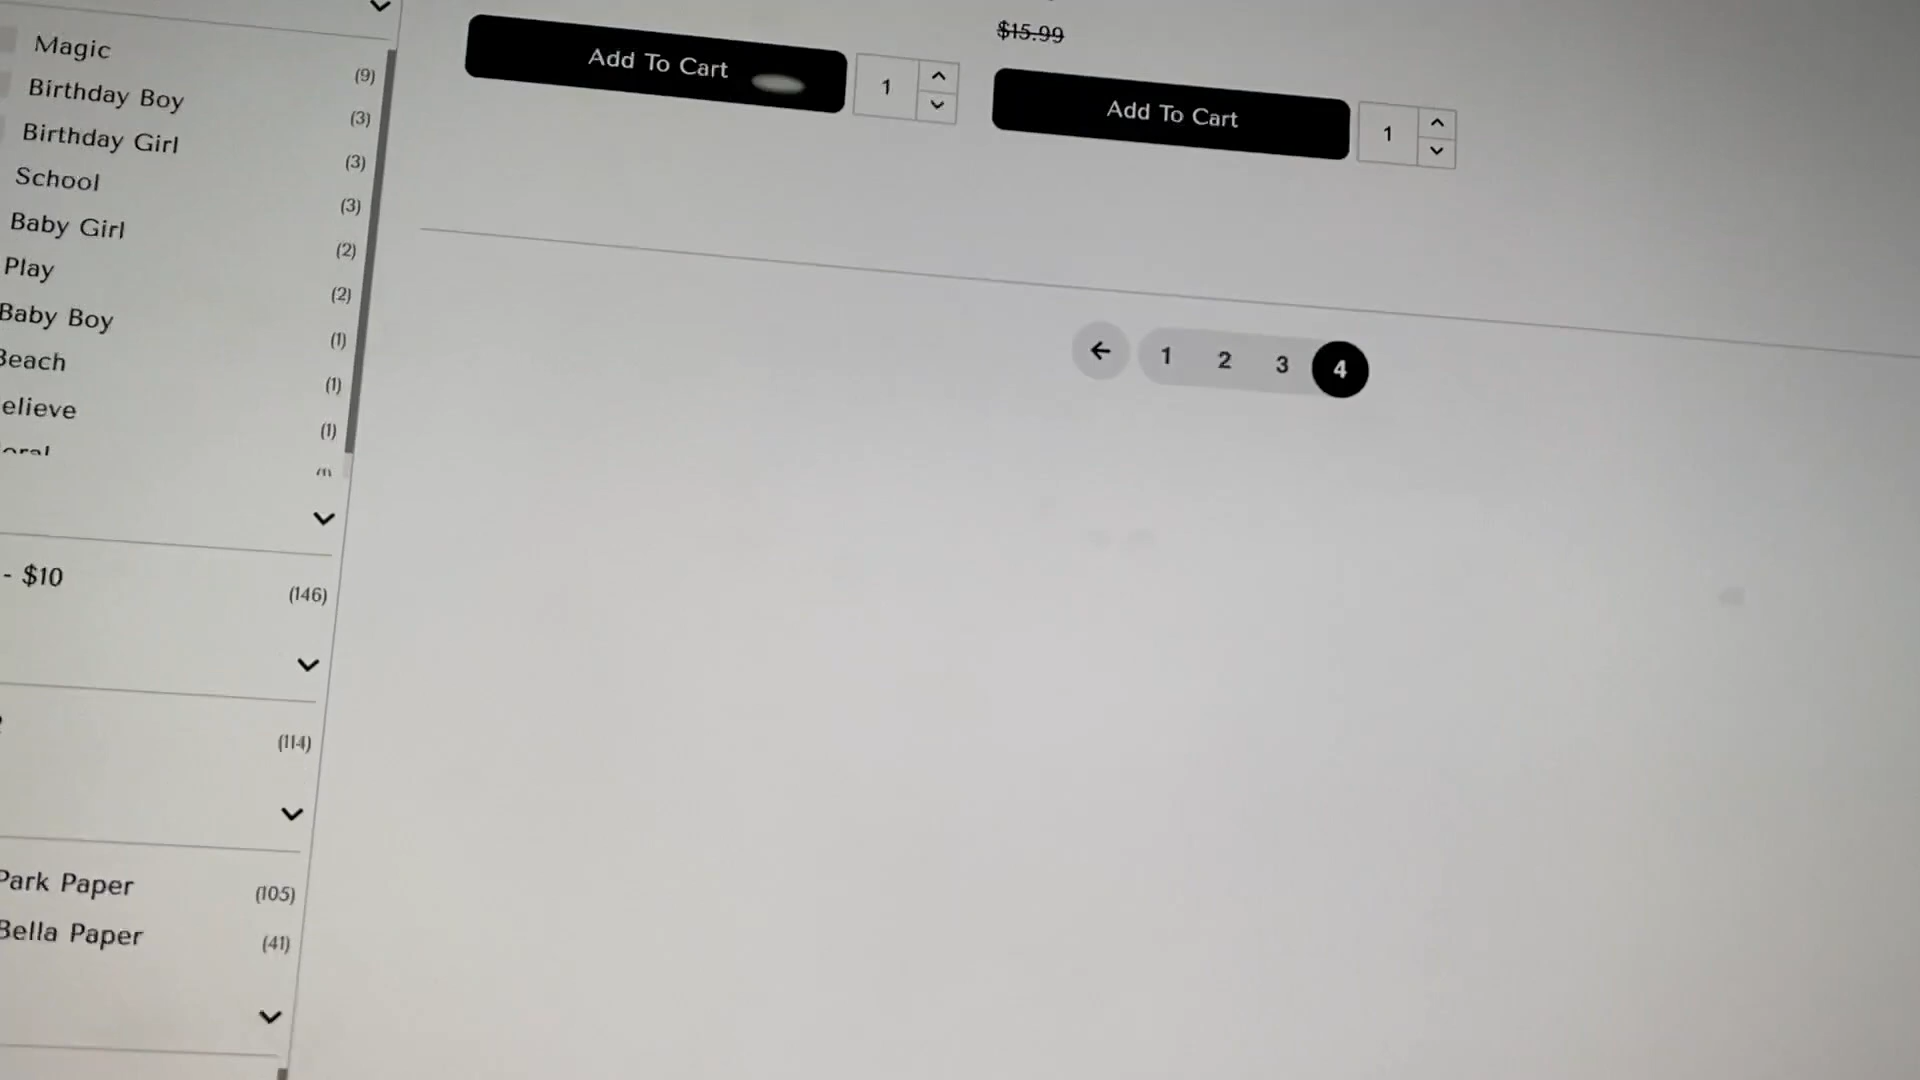 Magic (9)
Birthday Boy (3)
Birthday Girl (3)
School (3)
Baby Girl (2)
Play (2)
Baby Boy (1)
Beach (1)
elieve (1)
- $10 (146)
(114)
Park Paper (105)
Bella Paper (41)
$15.99
Add To Cart 1
Add To Cart 1
1 2 3 4